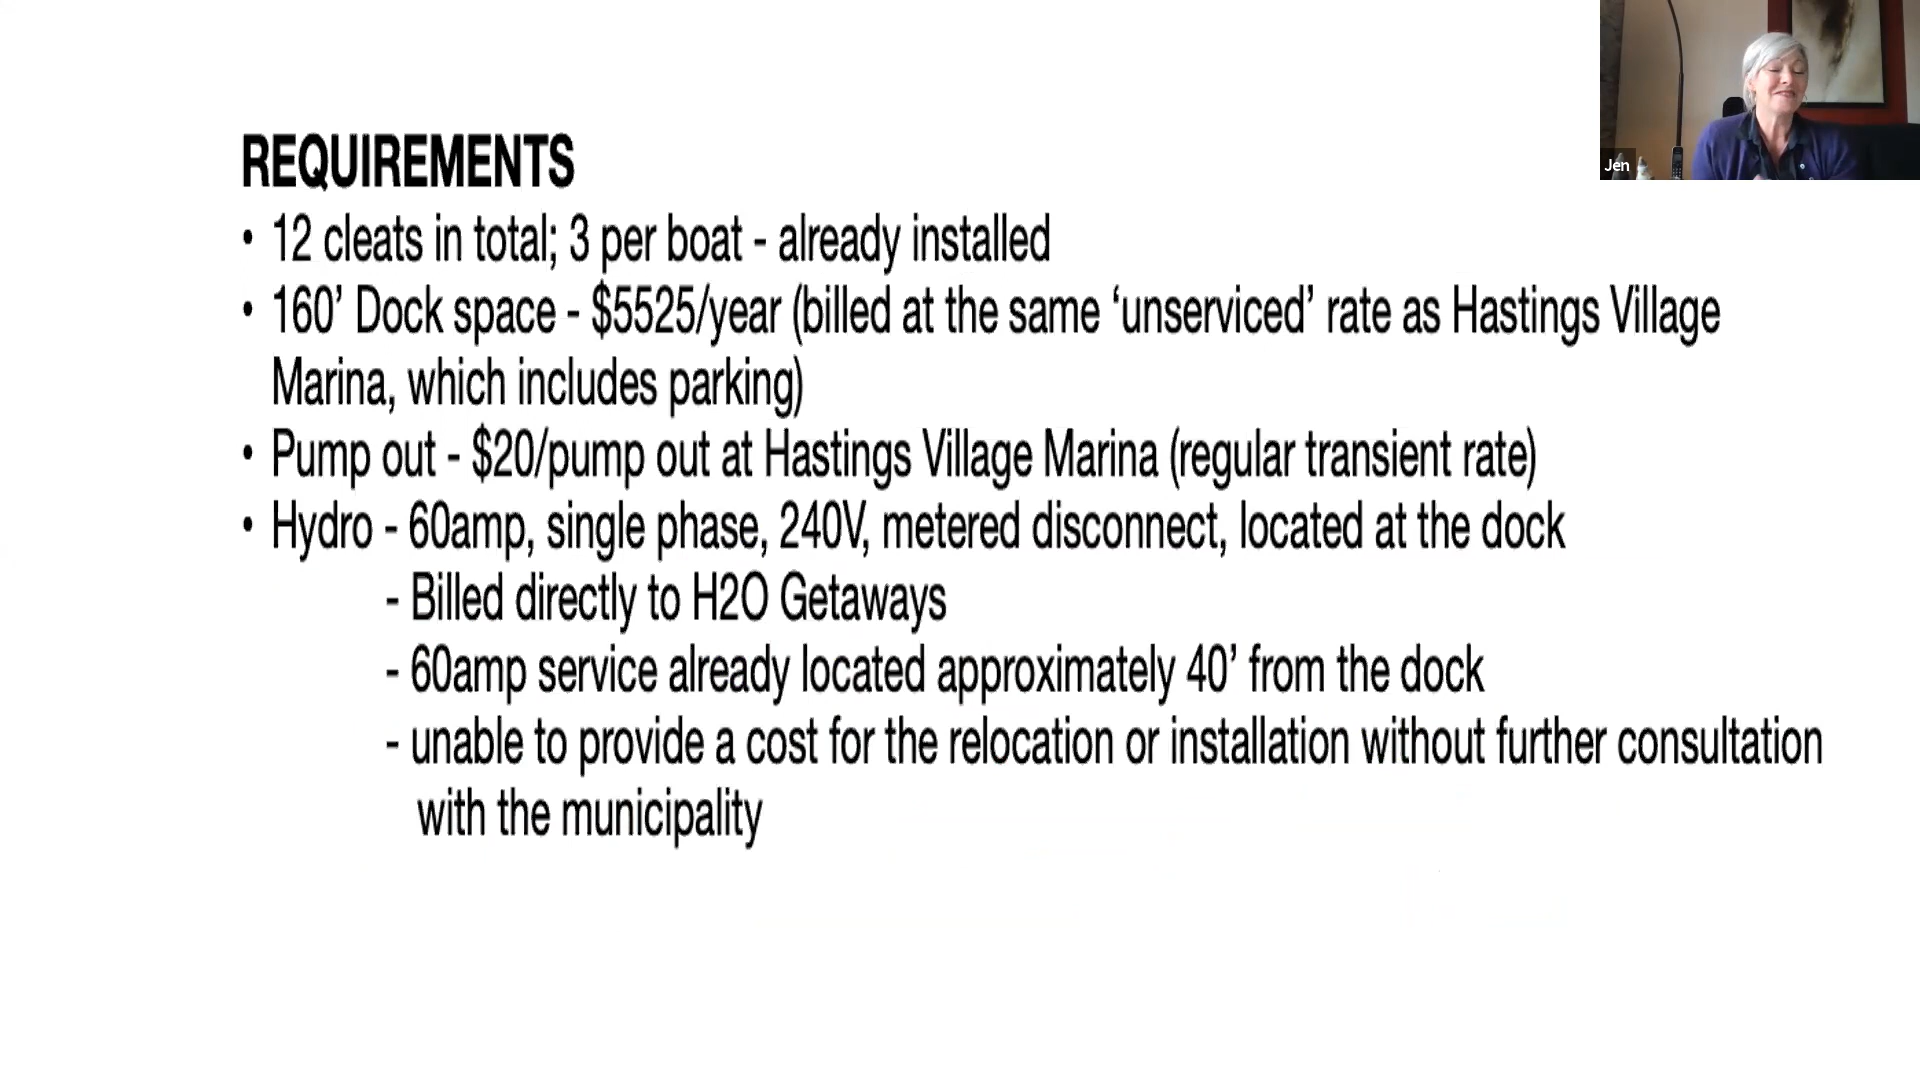 Jen
REQUIREMENTS
• 12 cleats in total; 3 per boat - already installed
• 160’ Dock space - $5525/year (billed at the same ‘unserviced’ rate as Hastings Village
Marina, which includes parking)
• Pump out - $20/pump out at Hastings Village Marina (regular transient rate)
• Hydro - 60amp, single phase, 240V, metered disconnect, located at the dock
- Billed directly to H2O Getaways
- 60amp service already located approximately 40’ from the dock
- unable to provide a cost for the relocation or installation without further consultation
with the municipality